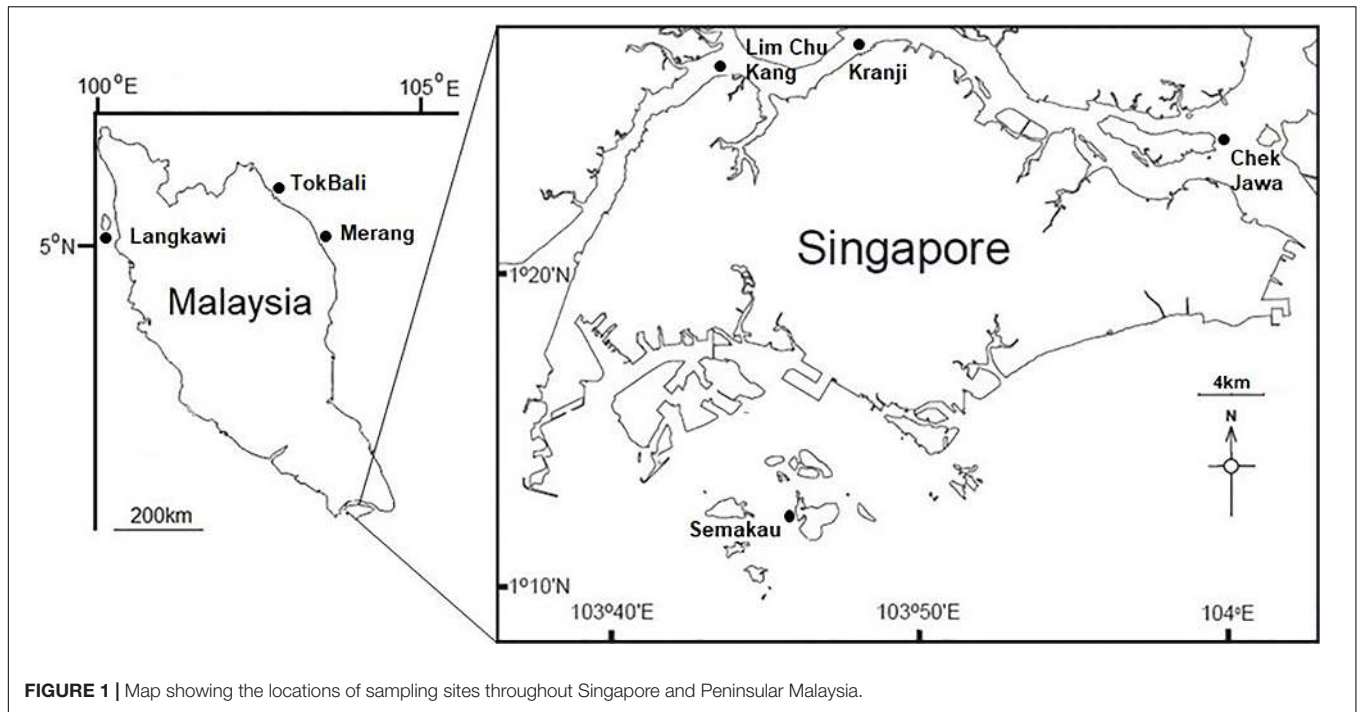 100°E
105°E
TokBali
Langkawi
Merang
5°N
Malaysia
200km
Lim Chu
Kang
Kranji
Chek
Jawa
Singapore
1°20'N
4km
N
Semakau
1°10'N
103°40'E
103°50'E
104°E
FIGURE 1 | Map showing the locations of sampling sites throughout Singapore and Peninsular Malaysia.